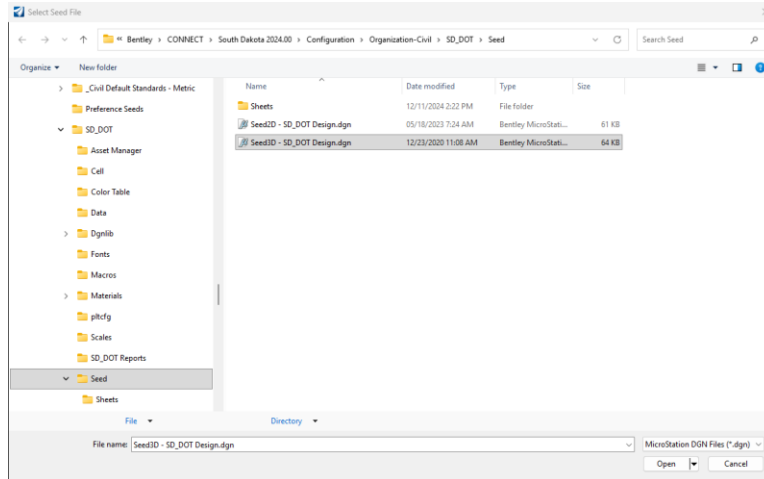 Select Seed File
« Bentley › CONNECT › South Dakota 2024.00 › Configuration › Organization-Civil › SD_DOT › Seed
Search Seed
Organize
New folder
Name Date modified Type Size
_Civil Default Standards - Metric
Preference Seeds
SD_DOT
Asset Manager
Cell
Color Table
Data
Dgnlib
Fonts
Macros
Materials
pltcfg
Scales
SD_DOT Reports
Seed
Sheets
Sheets 12/11/2024 2:22 PM File folder
Seed2D - SD_DOT Design.dgn 05/18/2023 7:24 AM Bentley MicroStati... 61 KB
Seed3D - SD_DOT Design.dgn 12/23/2020 11:08 AM Bentley MicroStati... 64 KB
File Directory
File name: Seed3D - SD_DOT Design.dgn MicroStation DGN Files (*.dgn)
Open Cancel